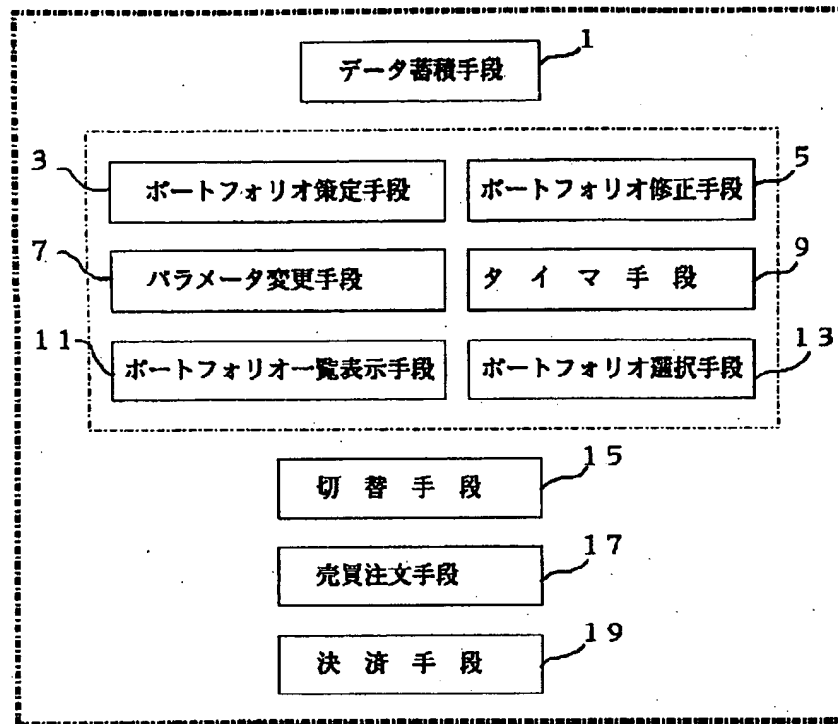 1
データ蓄積手段
3
ポートフォリオ策定手段
ポートフォリオ修正手段
5
7
パラメータ変更手段
タイマ手段
9
11
ポートフォリオ一覧表示手段
ポートフォリオ選択手段
13
15
切替手段
17
売買注文手段
19
決済手段